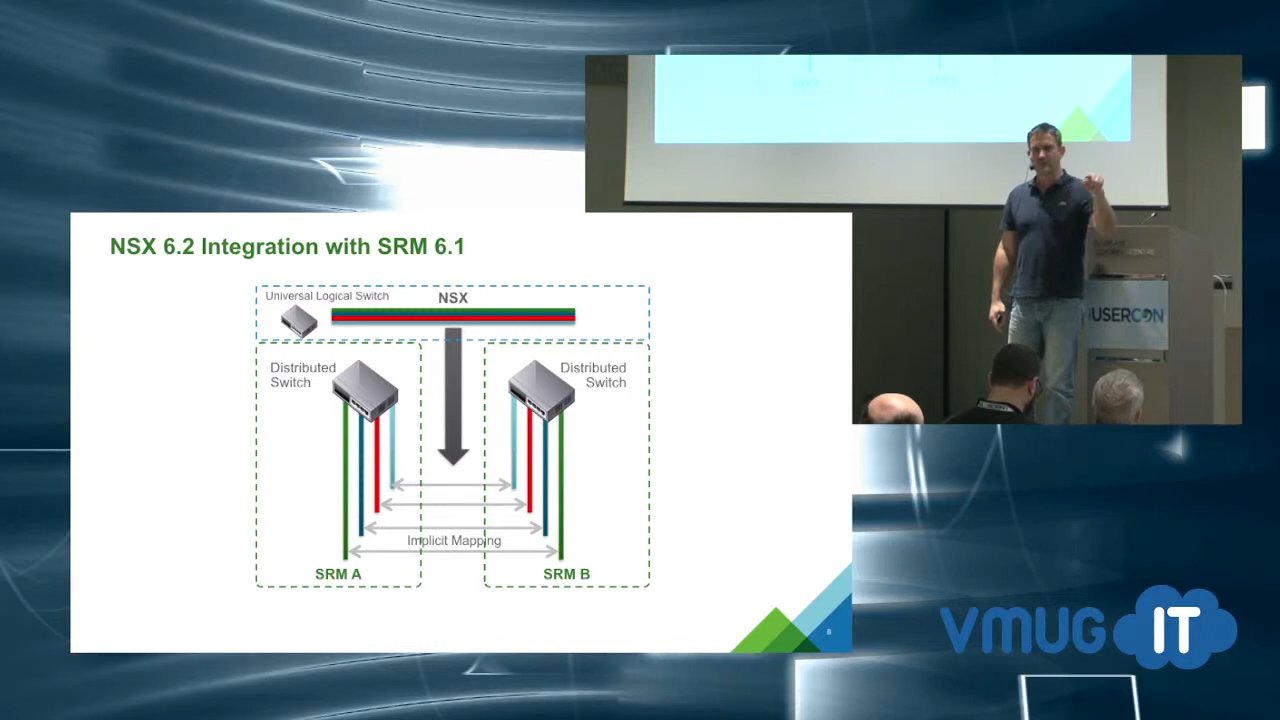 NSX 6.2 Integration with SRM 6.1
Universal Logical Switch
NSX
Distributed
Switch
Distributed
Switch
Implicit Mapping
SRM A
SRM B
8
USERCON
VMUG IT